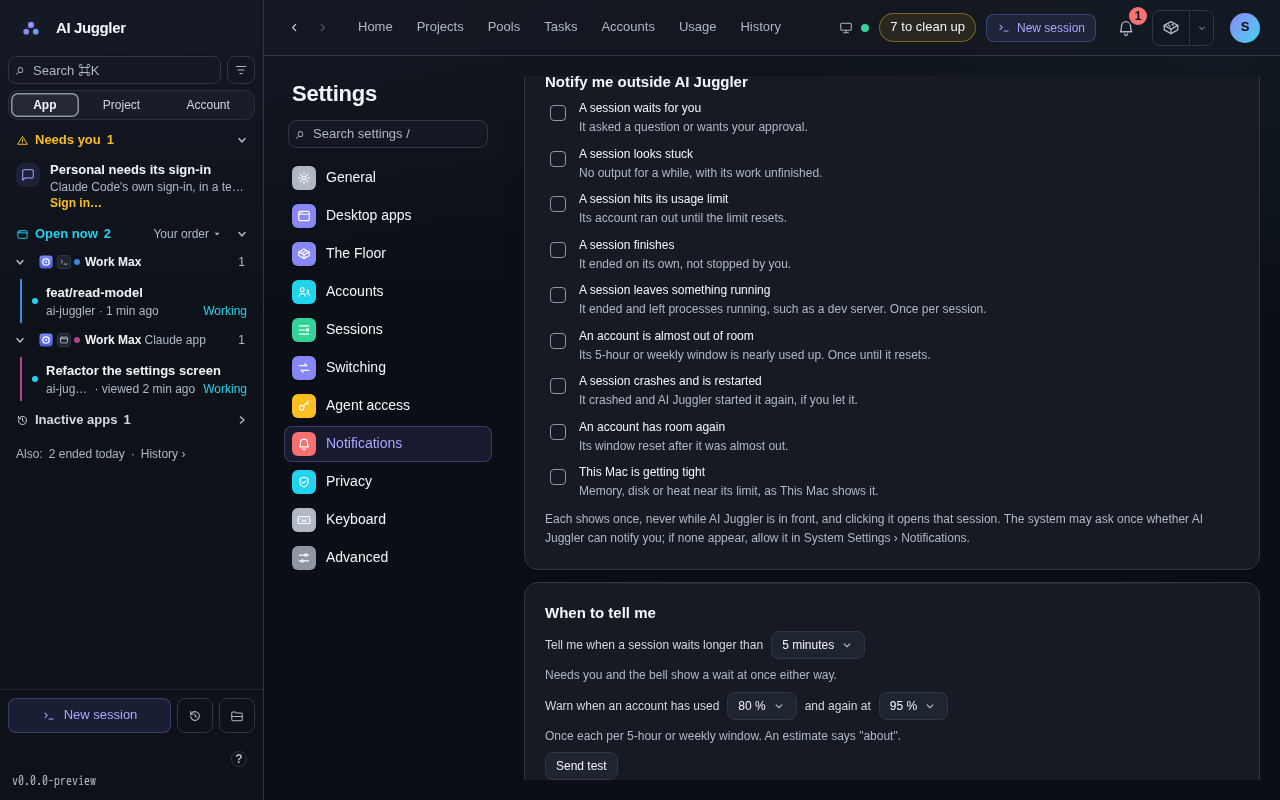 AI Juggler
Search ⌘K
App Project Account
Needs you 1
Personal needs its sign-in
Claude Code's own sign-in, in a te…
Sign in…
Open now 2 Your order
Work Max 1
feat/read-model
ai-juggler · 1 min ago Working
Work Max Claude app 1
Refactor the settings screen
ai-jug… · viewed 2 min ago Working
Inactive apps 1
Also: 2 ended today · History ›
New session
?
v0.0.0-preview
Home Projects Pools Tasks Accounts Usage History
7 to clean up
New session
1
S
Settings
Search settings /
General
Desktop apps
The Floor
Accounts
Sessions
Switching
Agent access
Notifications
Privacy
Keyboard
Advanced
Notify me outside AI Juggler
A session waits for you
It asked a question or wants your approval.
A session looks stuck
No output for a while, with its work unfinished.
A session hits its usage limit
Its account ran out until the limit resets.
A session finishes
It ended on its own, not stopped by you.
A session leaves something running
It ended and left processes running, such as a dev server. Once per session.
An account is almost out of room
Its 5-hour or weekly window is nearly used up. Once until it resets.
A session crashes and is restarted
It crashed and AI Juggler started it again, if you let it.
An account has room again
Its window reset after it was almost out.
This Mac is getting tight
Memory, disk or heat near its limit, as This Mac shows it.
Each shows once, never while AI Juggler is in front, and clicking it opens that session. The system may ask once whether AI
Juggler can notify you; if none appear, allow it in System Settings › Notifications.
When to tell me
Tell me when a session waits longer than 5 minutes
Needs you and the bell show a wait at once either way.
Warn when an account has used 80 % and again at 95 %
Once each per 5-hour or weekly window. An estimate says "about".
Send test